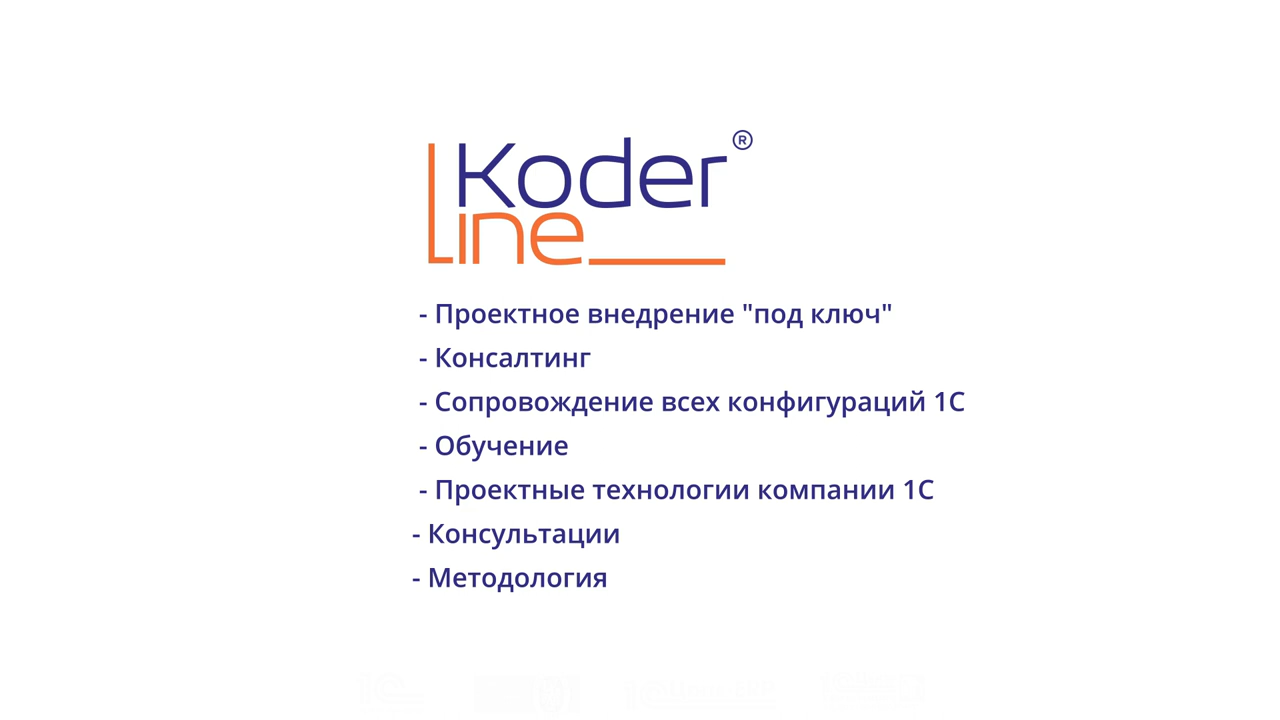 Koder®
Line
- Проектное внедрение "под ключ"
- Консалтинг
- Сопровождение всех конфигураций 1С
- Обучение
- Проектные технологии компании 1С
- Консультации
- Методология